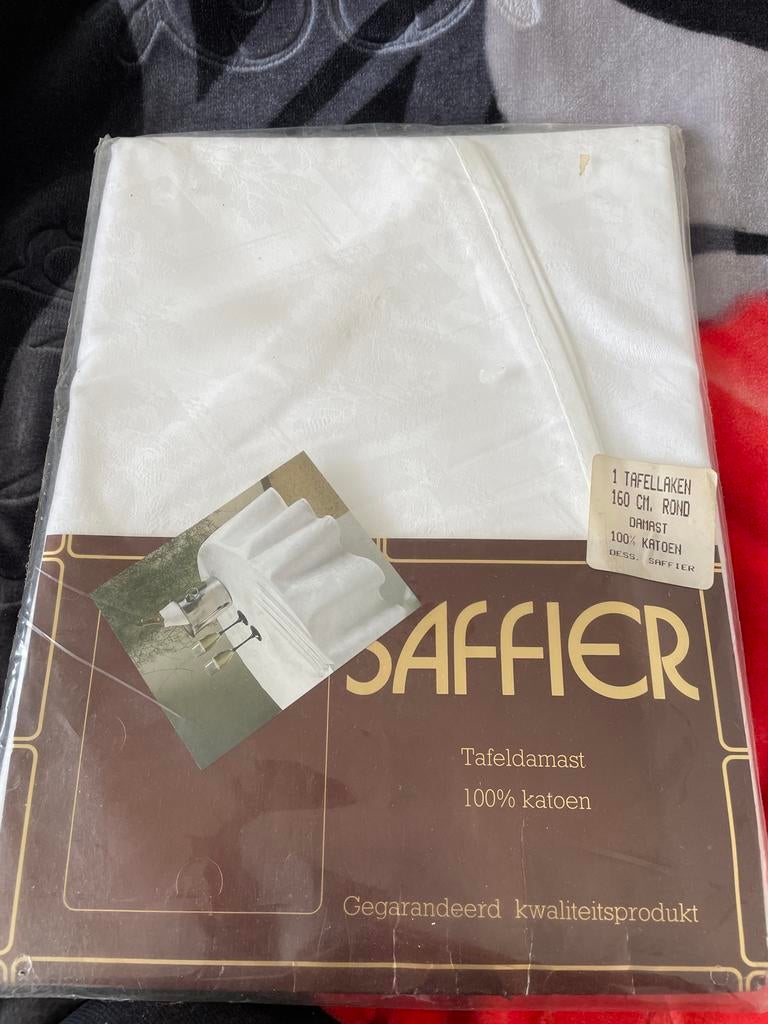 1 TAFELLAKEN
160 CM. ROND
DAMAST
100% KATOEN
DESS. SAFFIER
SAFFIER
Tafeldamast
100% katoen
Gegarandeerd kwaliteitsprodukt